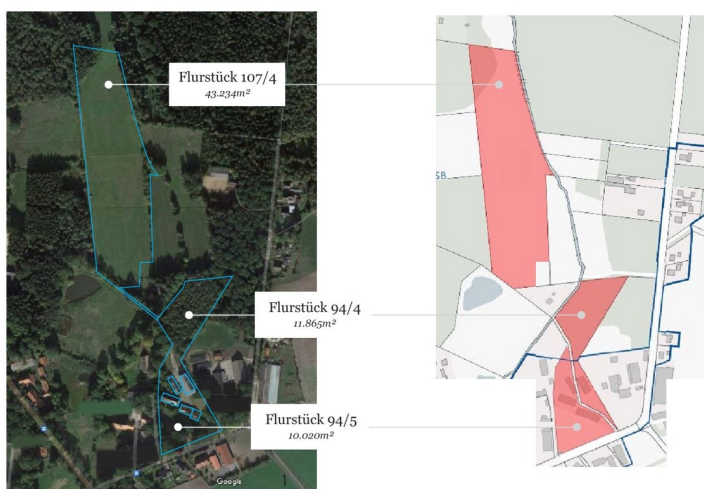 Flurstück 107/4
43.234m²
SB
Flurstück 94/4
11.865m²
Flurstück 94/5
10.020m²
Google